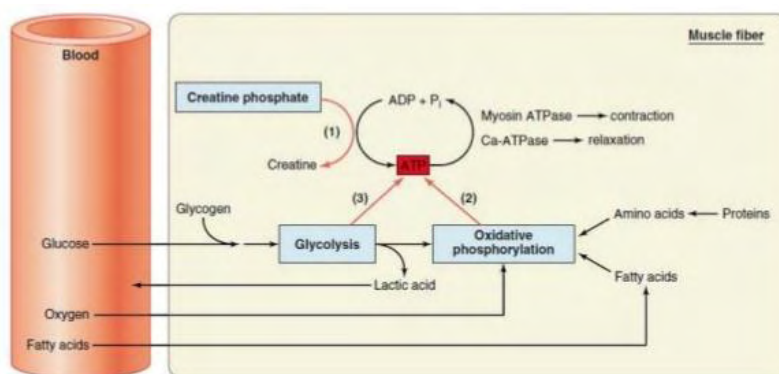 Muscle fiber
Blood
Creatine phosphate
ADP + Pi
(1)
Myosin ATPase
contraction
Ca-ATPase
relaxation
Creatine
ATP
(3)
(2)
Glycogen
Glucose
Glycolysis
Oxidative
phosphorylation
Amino acids
Proteins
Lactic acid
Fatty acids
Oxygen
Fatty acids